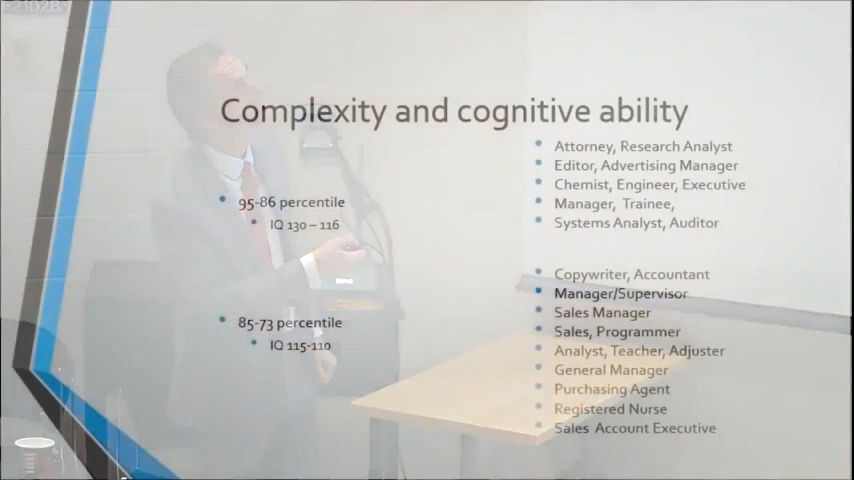 Complexity and cognitive ability
95-86 percentile
IQ 130 – 116
Attorney, Research Analyst
Editor, Advertising Manager
Chemist, Engineer, Executive
Manager, Trainee,
Systems Analyst, Auditor
85-73 percentile
IQ 115-110
Copywriter, Accountant
Manager/Supervisor
Sales Manager
Sales, Programmer
Analyst, Teacher, Adjuster
General Manager
Purchasing Agent
Registered Nurse
Sales Account Executive